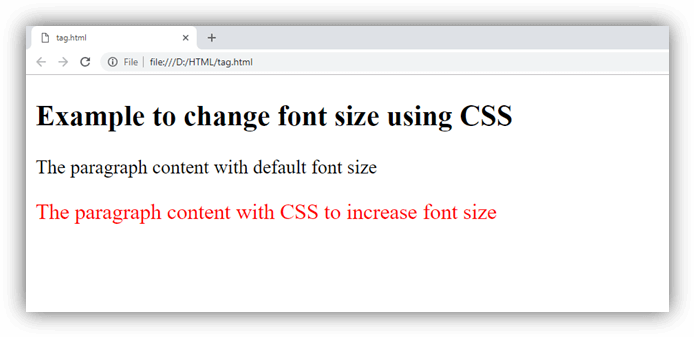 tag.html
File file:///D:/HTML/tag.html
Example to change font size using CSS
The paragraph content with default font size
The paragraph content with CSS to increase font size